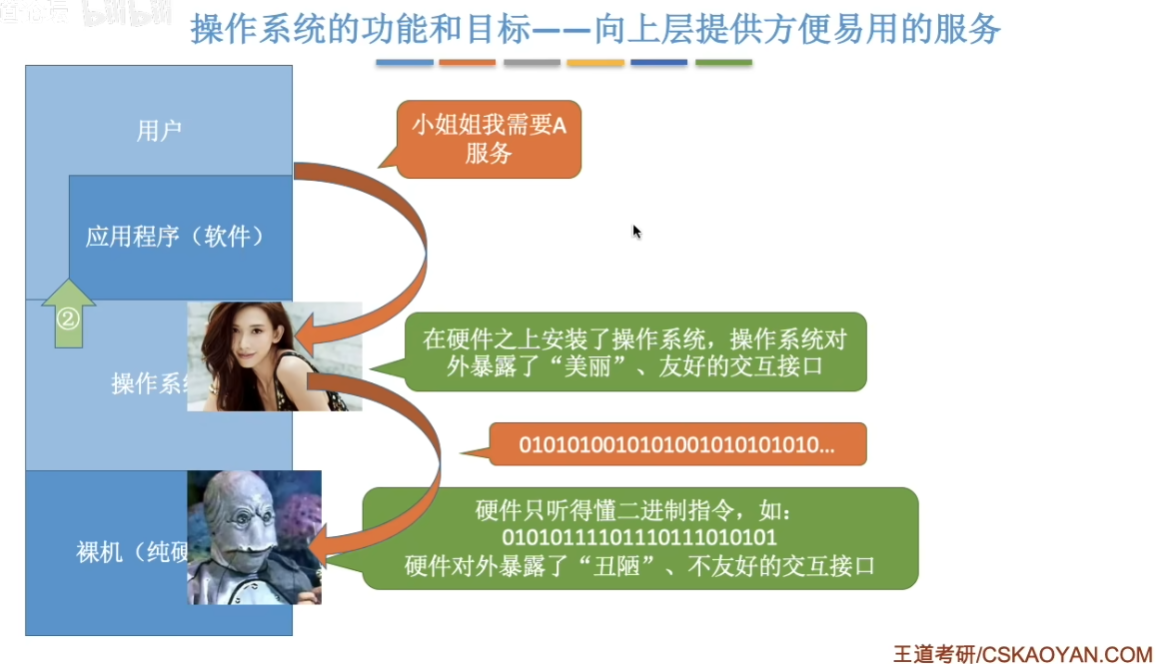 操作系统的功能和目标——向上层提供方便易用的服务
用户
小姐姐我需要A
服务
应用程序（软件）
②
在硬件之上安装了操作系统，操作系统对
外暴露了“美丽”、友好的交互接口
操作系
0101010010101001010101010...
硬件只听得懂二进制指令，如：
01010111101110111010101
硬件对外暴露了“丑陋”、不友好的交互接口
裸机（纯硬
王道考研/CSKAOYAN.COM
bilibili